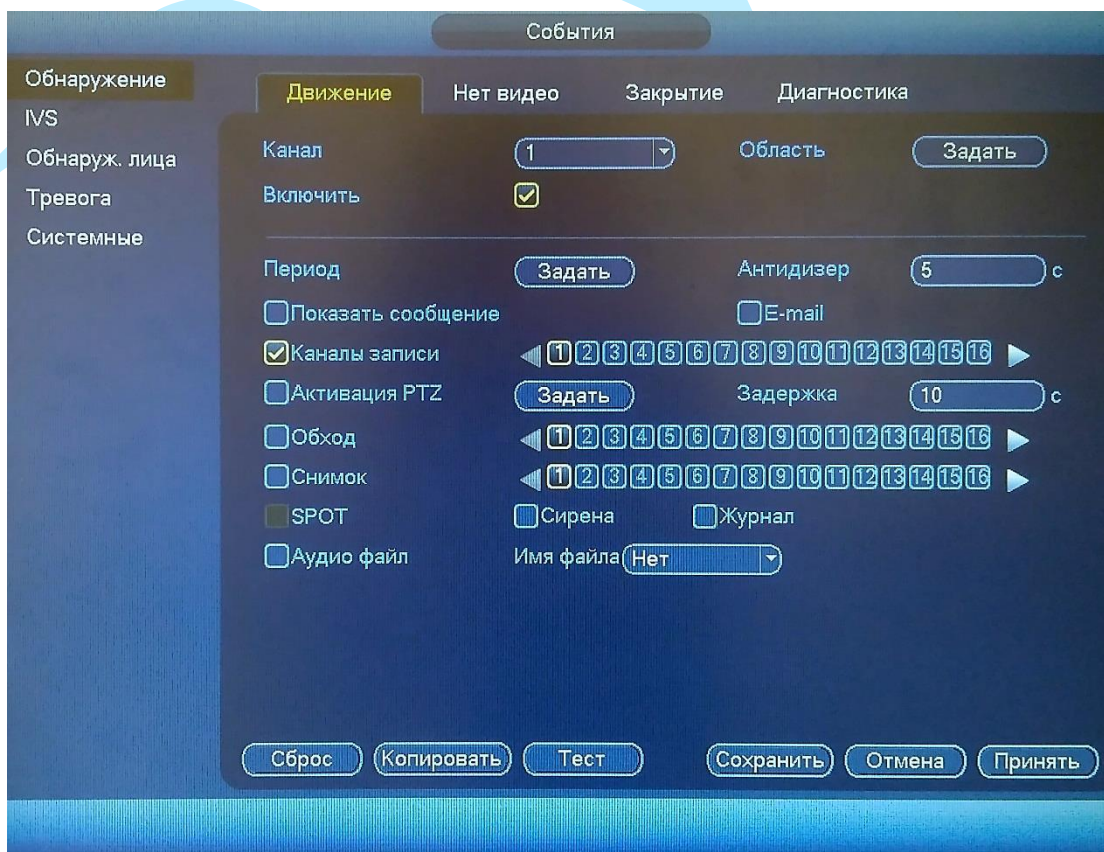 События
Обнаружение
IVS
Обнаруж. лица
Тревога
Системные
Движение Нет видео Закрытие Диагностика
Канал 1 Область Задать
Включить
Период Задать Антидизер 5 с
Показать сообщение E-mail
Каналы записи 1 2 3 4 5 6 7 8 9 10 11 12 13 14 15 16
Активация PTZ Задать Задержка 10 с
Обход 1 2 3 4 5 6 7 8 9 10 11 12 13 14 15 16
Снимок 1 2 3 4 5 6 7 8 9 10 11 12 13 14 15 16
SPOT Сирена Журнал
Аудио файл Имя файла Нет
Сброс Копировать Тест Сохранить Отмена Принять